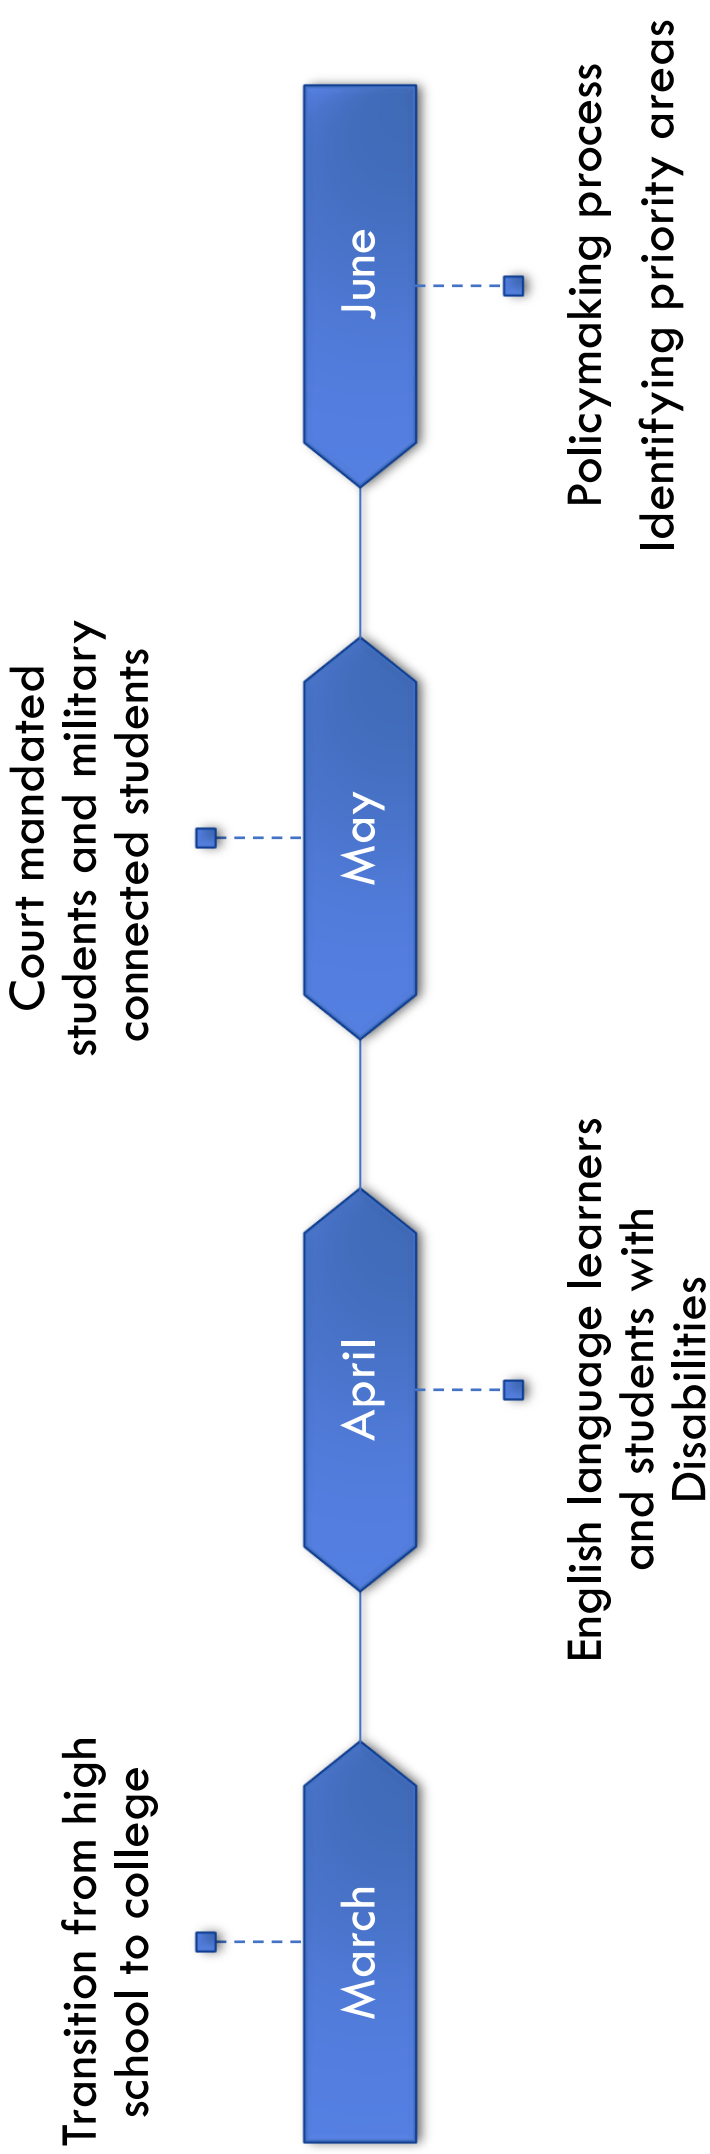 Transition from high
school to college
March
April
English language learners
and students with
Disabilities
Court mandated
students and military
connected students
May
June
Policymaking process
Identifying priority areas